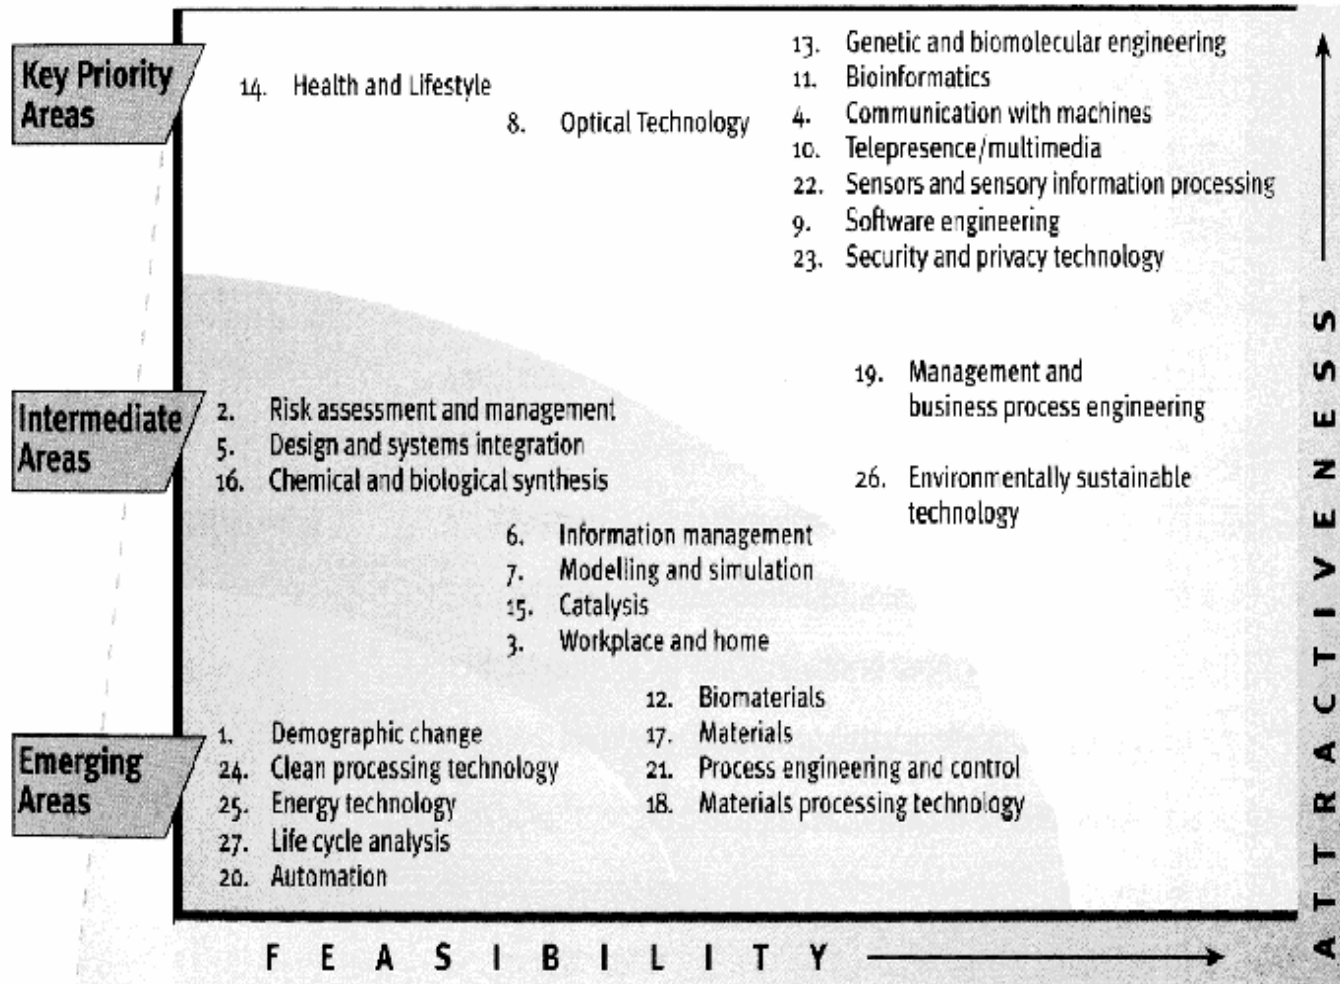 Key Priority
Areas
14. Health and Lifestyle
8. Optical Technology
13. Genetic and biomolecular engineering
11. Bioinformatics
4. Communication with machines
10. Telepresence/multimedia
22. Sensors and sensory information processing
9. Software engineering
23. Security and privacy technology
Intermediate
Areas
2. Risk assessment and management
5. Design and systems integration
16. Chemical and biological synthesis
19. Management and
business process engineering
26. Environmentally sustainable
technology
6. Information management
7. Modelling and simulation
15. Catalysis
3. Workplace and home
Emerging
Areas
1. Demographic change
24. Clean processing technology
25. Energy technology
27. Life cycle analysis
20. Automation
12. Biomaterials
17. Materials
21. Process engineering and control
18. Materials processing technology
FEASIBILITY
ATTRACTIVENESS